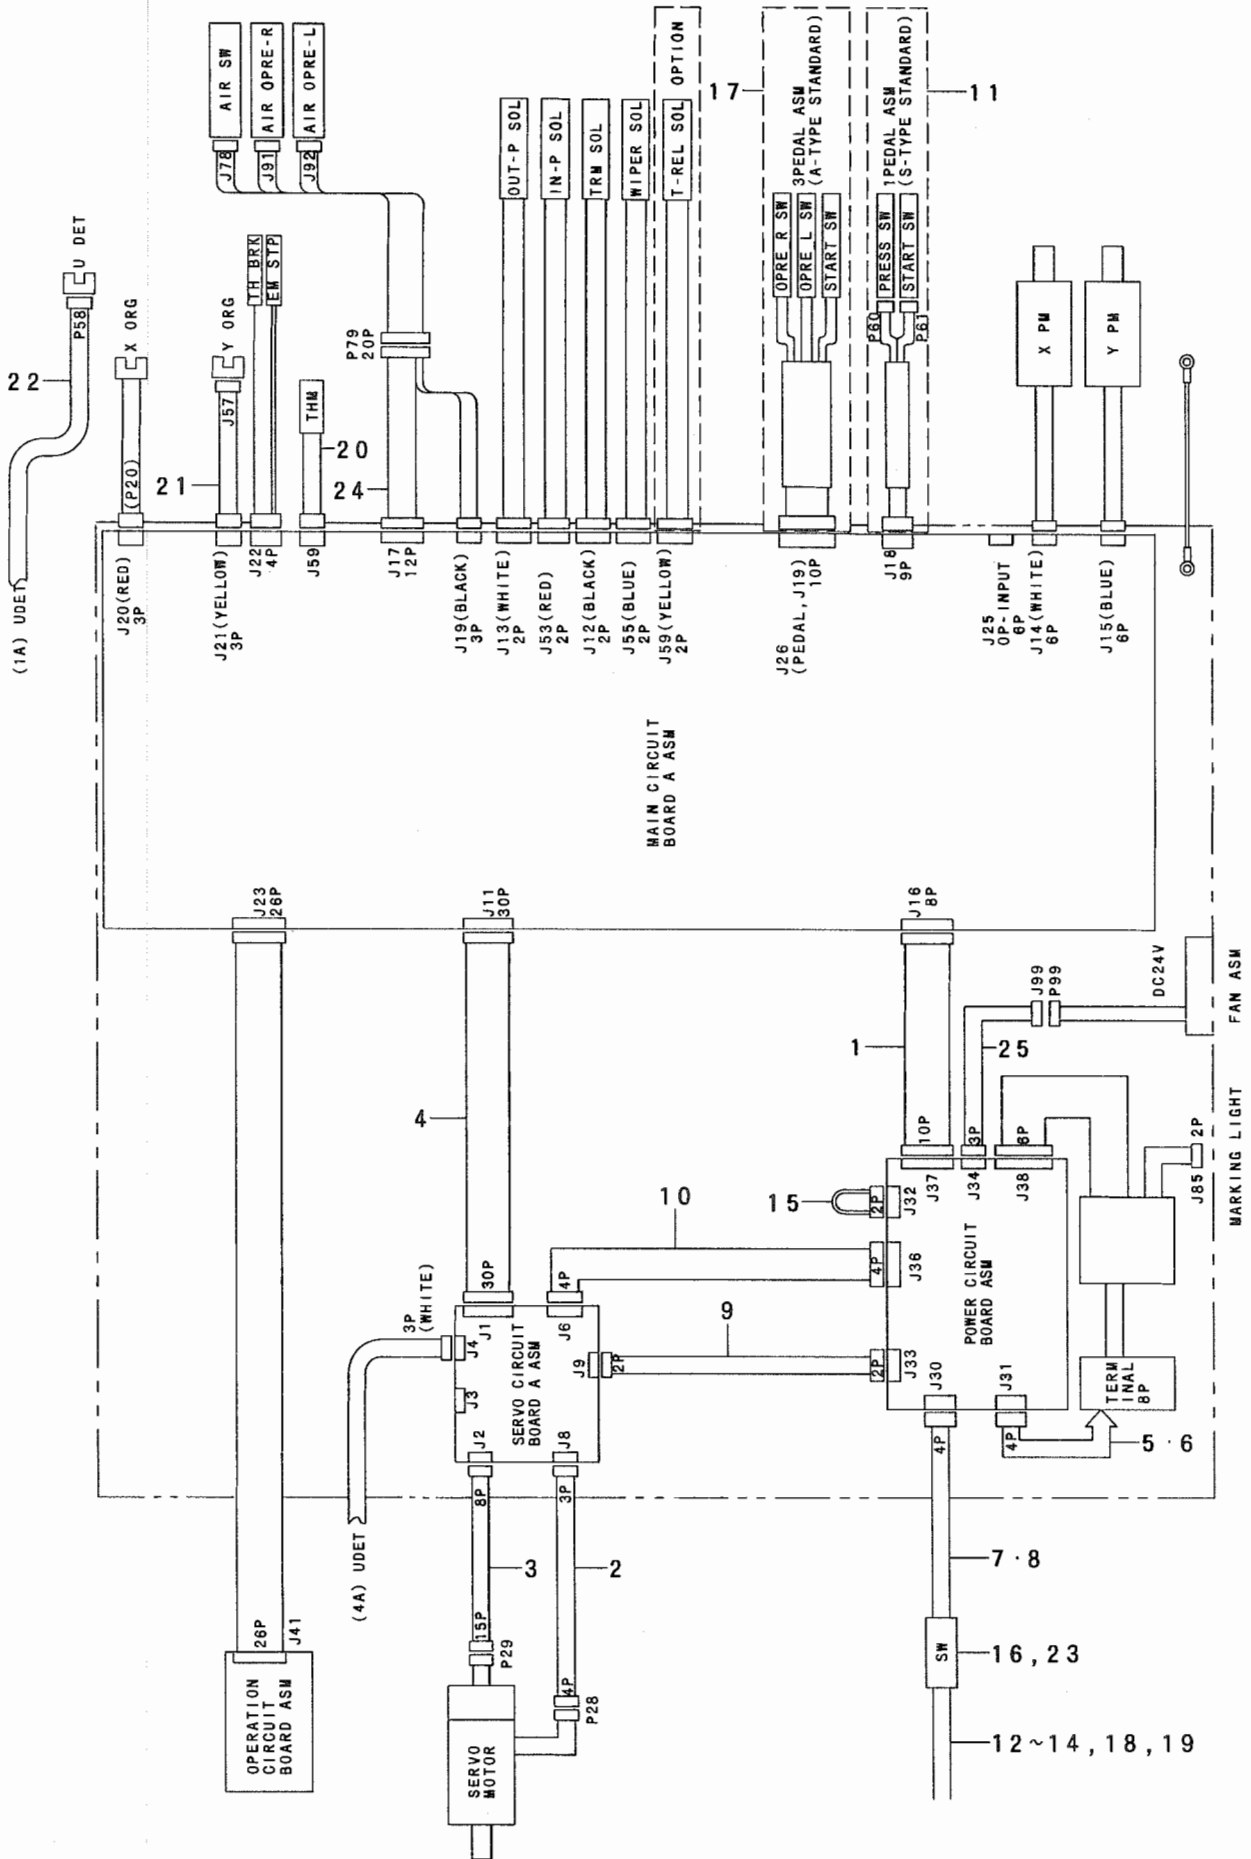 22
(1A) UDET
P58
U DET
X ORG
(P20)
J20(RED)
3P
21
J57
Y ORG
J21(YELLOW)
3P
TH BRK
EM STP
J22
4P
THM
20
J59
AIR SW
AIR OPRE-R
AIR OPRE-L
J78
J91
J92
P79
20P
24
J17
12P
J19(BLACK)
3P
OUT-P SOL
J13(WHITE)
2P
IN-P SOL
J53(RED)
2P
TRM SOL
J12(BLACK)
2P
WIPER SOL
J55(BLUE)
2P
T-REL SOL
OPTION
J59(YELLOW)
2P
17
3PEDAL ASM
(A-TYPE STANDARD)
OPRE R SW
OPRE L SW
START SW
J26
(PEDAL,J19)
10P
11
1PEDAL ASM
(S-TYPE STANDARD)
PRESS SW
START SW
P60
P61
J18
9P
J25
OP-INPUT
6P
X PM
J14(WHITE)
6P
Y PM
J15(BLUE)
6P
MAIN CIRCUIT
BOARD A ASM
J23
26P
J11
30P
J16
8P
4
1
25
J99
P99
DC24V
FAN ASM
MARKING LIGHT
10P
3P
6P
J37
J34
J38
J85
2P
15
2P
J32
10
4P
J36
9
2P
J33
POWER CIRCUIT
BOARD ASM
J30
J31
4P
4P
TERM
INAL
8P
5·6
3P
(WHITE)
30P
4P
J4
J1
J6
J3
J9
2P
SERVO CIRCUIT
BOARD A ASM
J2
J8
8P
3P
(4A) UDET
3
2
15P
P29
4P
P28
SERVO
MOTOR
26P
J41
OPERATION
CIRCUIT
BOARD ASM
7·8
SW
16,23
12~14,18,19